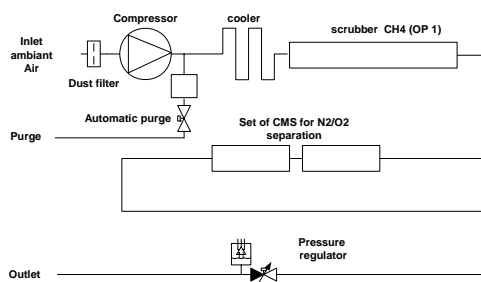 Compressor
cooler
scrubber CH4 (OP 1)
Inlet
ambiant
Air
Dust filter
Automatic purge
Set of CMS for N2/O2
separation
Purge
Pressure
regulator
Outlet